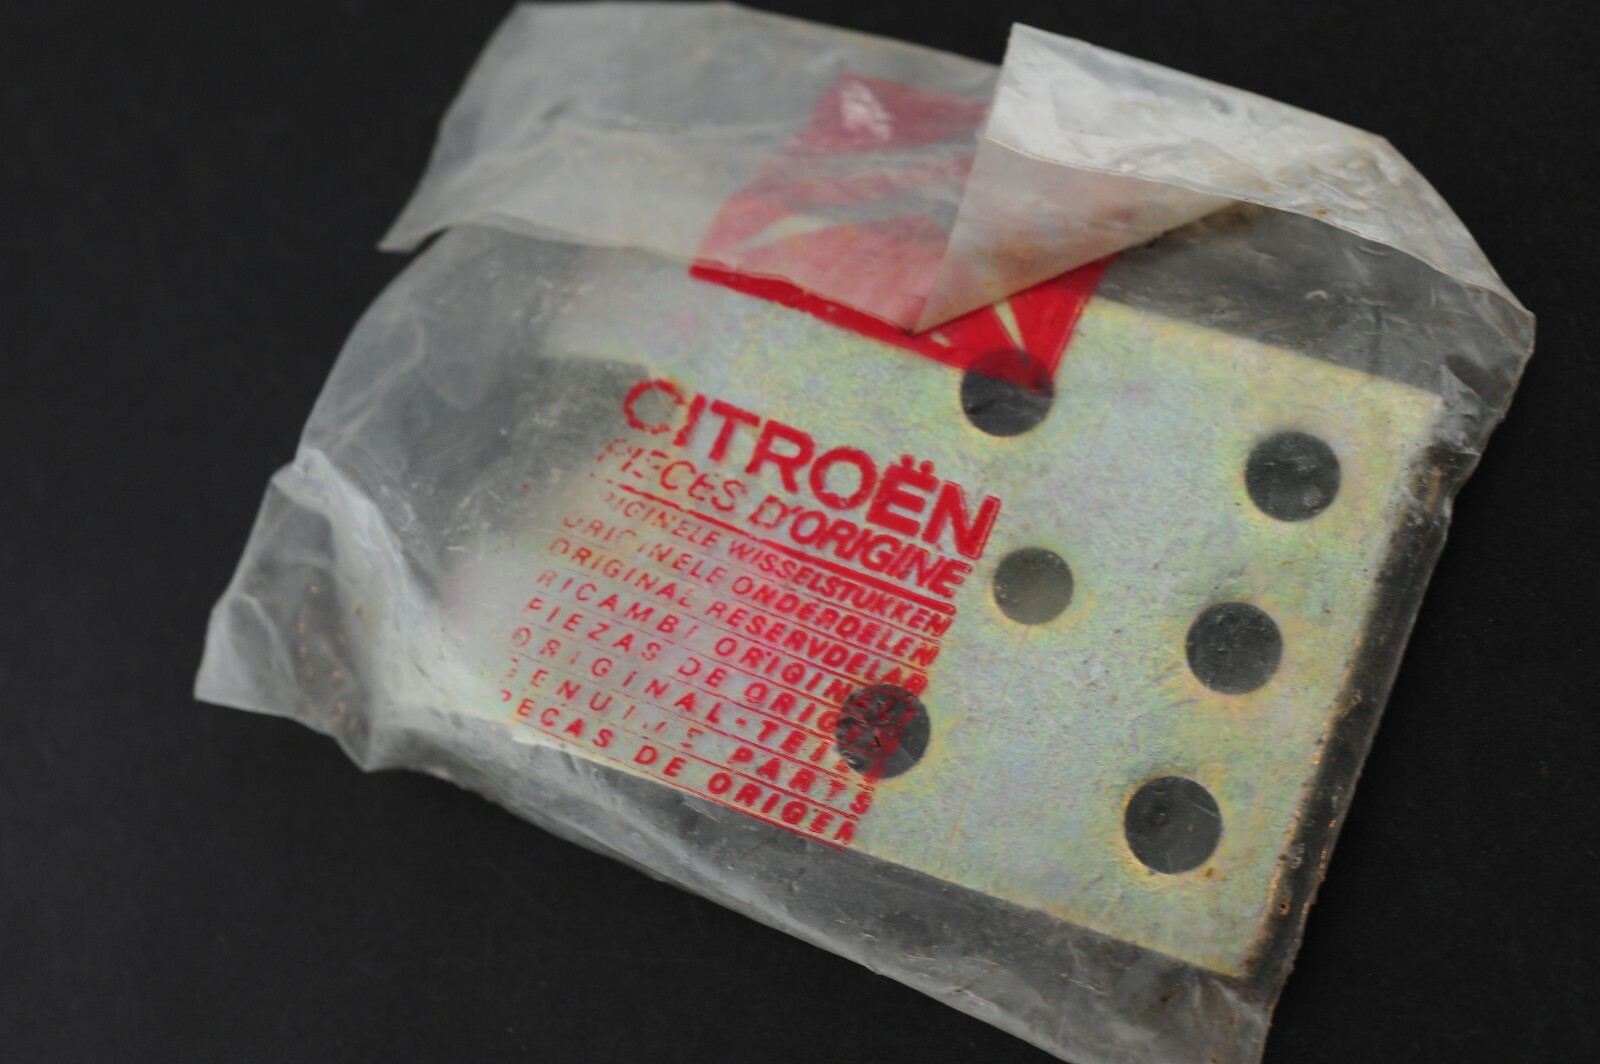 CITROËN
PIECES D'ORIGINE
ORIGINELE WISSELSTUKKEN
ORIGINELE ONDERDELEN
ORIGINAL RESERVDELAR
RICAMBI ORIGINALI
PIEZAS DE ORIGEN
ORIGINAL-TEILE
GENUINE PARTS
PECAS DE ORIGEM